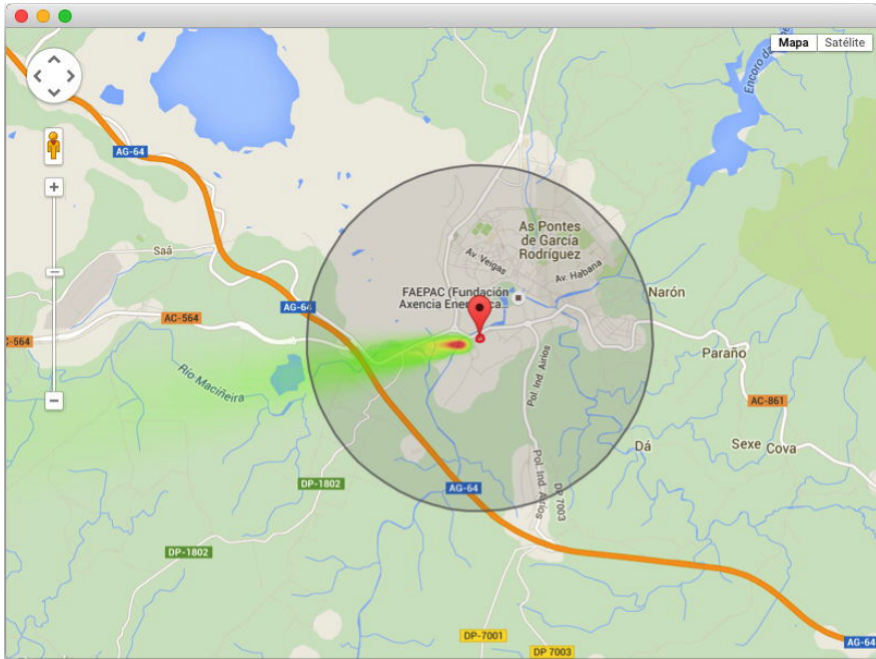 Mapa
Satélite
Encoro da
AG-64
As Pontes
de García
Rodríguez
Saá
Av. Veigas
Av. Habana
FAEPAC (Fundación
Axencia Enerxética...
Narón
AG-64
AC-564
C-564
Río Maciñeira
Pol. Ind. Airíos
Paraño
AC-861
Dá
Sexe
Cova
DP-1802
AG-64
Pol. Ind. Airíos
DP 7003
DP-1802
DP-7001
DP 7003
AG-64